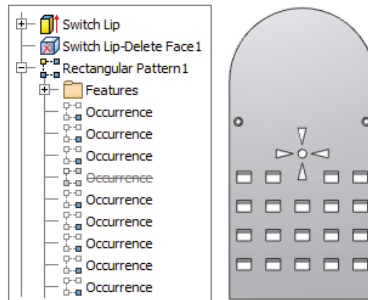 Switch Lip
Switch Lip-Delete Face1
Rectangular Pattern1
Features
Occurrence
Occurrence
Occurrence
Occurrence
Occurrence
Occurrence
Occurrence
Occurrence
Occurrence